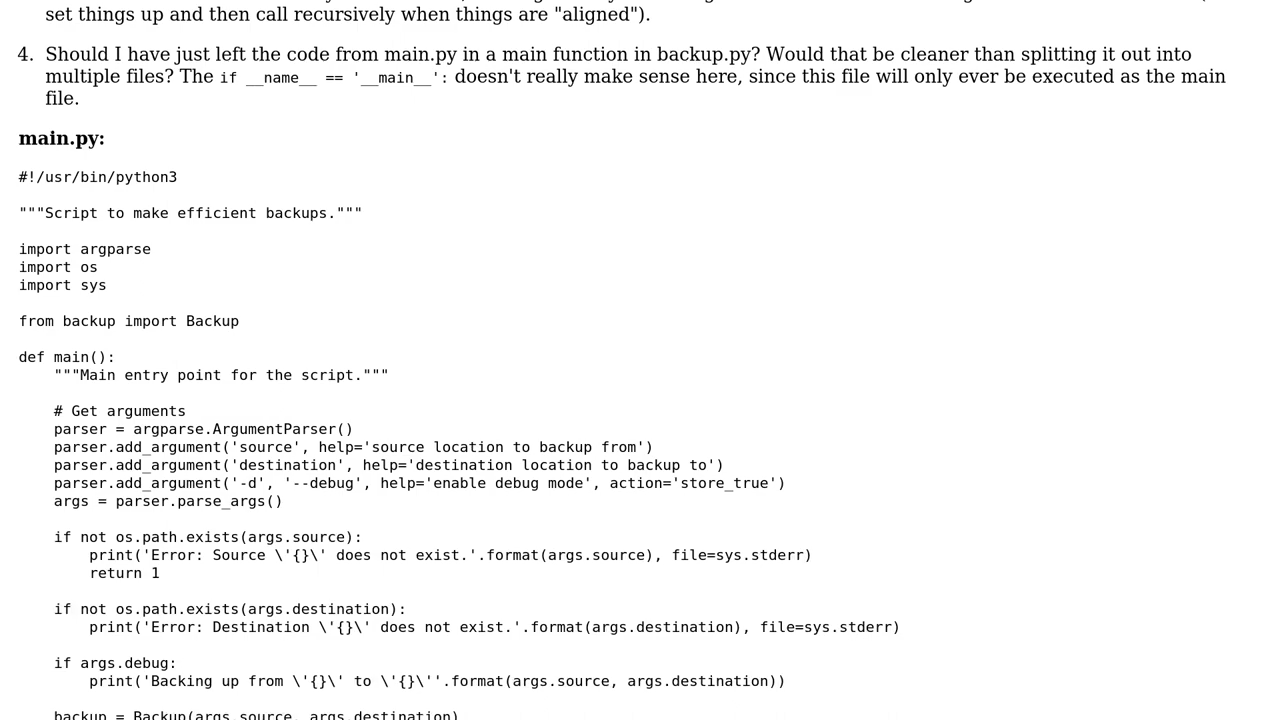 set things up and then call recursively when things are "aligned").
4. Should I have just left the code from main.py in a main function in backup.py? Would that be cleaner than splitting it out into
multiple files? The if __name__ == '__main__': doesn't really make sense here, since this file will only ever be executed as the main
file.
main.py:
#!/usr/bin/python3
"""Script to make efficient backups."""
import argparse
import os
import sys
from backup import Backup
def main():
    """Main entry point for the script."""
    # Get arguments
    parser = argparse.ArgumentParser()
    parser.add_argument('source', help='source location to backup from')
    parser.add_argument('destination', help='destination location to backup to')
    parser.add_argument('-d', '--debug', help='enable debug mode', action='store_true')
    args = parser.parse_args()
    if not os.path.exists(args.source):
        print('Error: Source \'{}\' does not exist.'.format(args.source), file=sys.stderr)
        return 1
    if not os.path.exists(args.destination):
        print('Error: Destination \'{}\' does not exist.'.format(args.destination), file=sys.stderr)
    if args.debug:
        print('Backing up from \'{}\' to \'{}\''.format(args.source, args.destination))
    backup = Backup(args.source, args.destination)